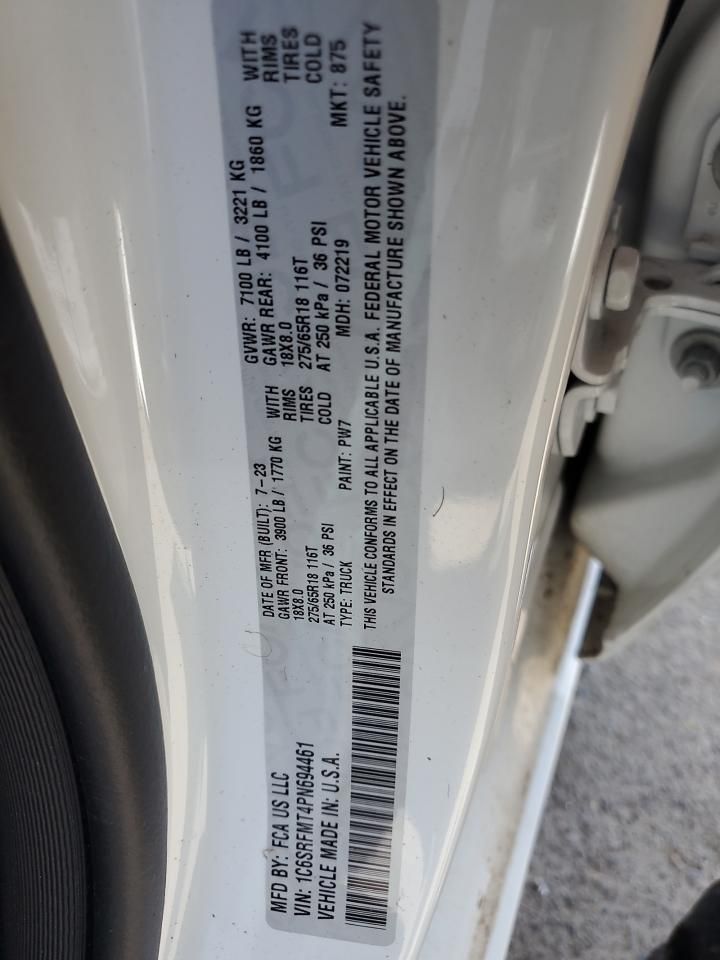 MFD BY: FCA US LLC
VIN: 1C6SRFMT4PN694461
VEHICLE MADE IN: U.S.A.
DATE OF MFR (BUILT): 7-23 GVWR: 7100 LB / 3221 KG
GAWR FRONT: 3900 LB / 1770 KG WITH GAWR REAR: 4100 LB / 1860 KG WITH
18X8.0 RIMS 18X8.0 RIMS
275/65R18 116T TIRES 275/65R18 116T TIRES
AT 250 kPa / 36 PSI COLD AT 250 kPa / 36 PSI COLD
TYPE: TRUCK PAINT: PW7 MDH: 072219 MKT: 875
THIS VEHICLE CONFORMS TO ALL APPLICABLE U.S.A. FEDERAL MOTOR VEHICLE SAFETY
STANDARDS IN EFFECT ON THE DATE OF MANUFACTURE SHOWN ABOVE.